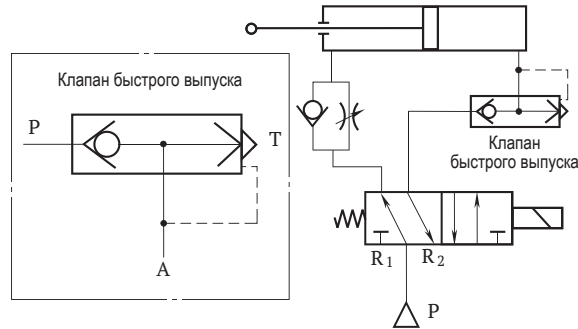 Клапан быстрого выпуска
P
T
A
Клапан
быстрого выпуска
R1
R2
P